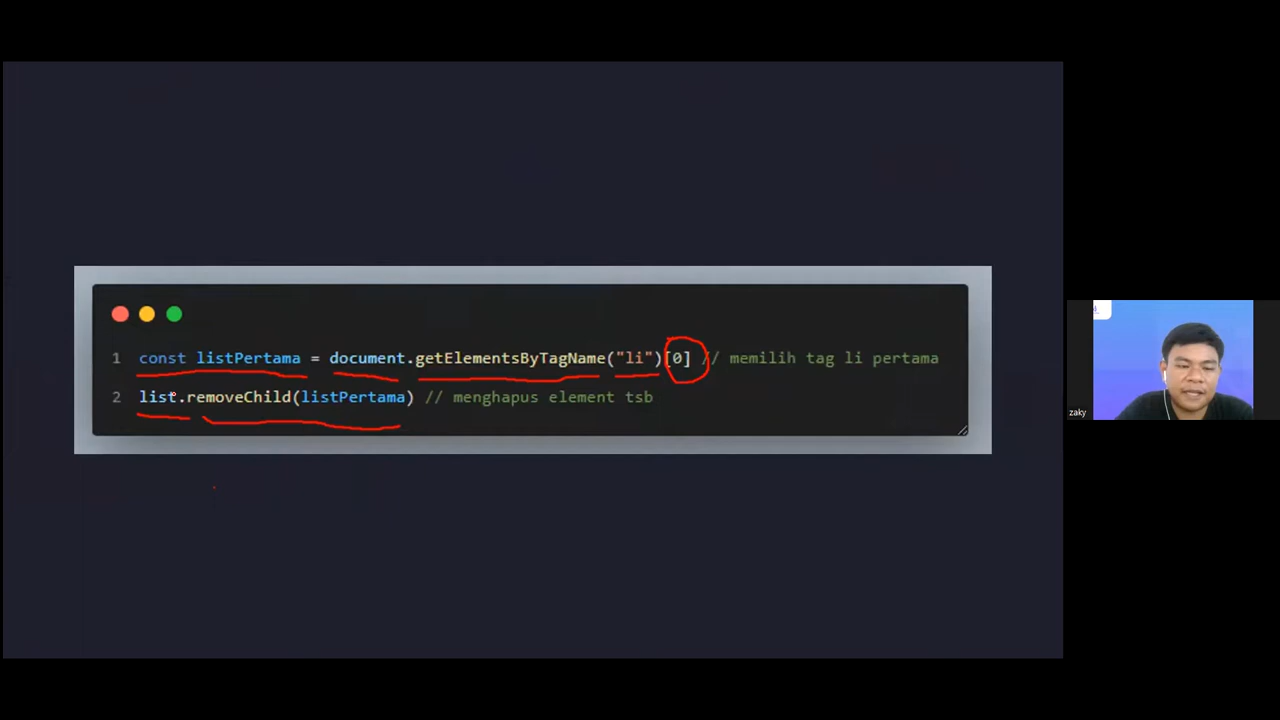 1 const listPertama = document.getElementsByTagName("li")[0] // memilih tag li pertama
2 list.removeChild(listPertama) // menghapus element tsb
zaky